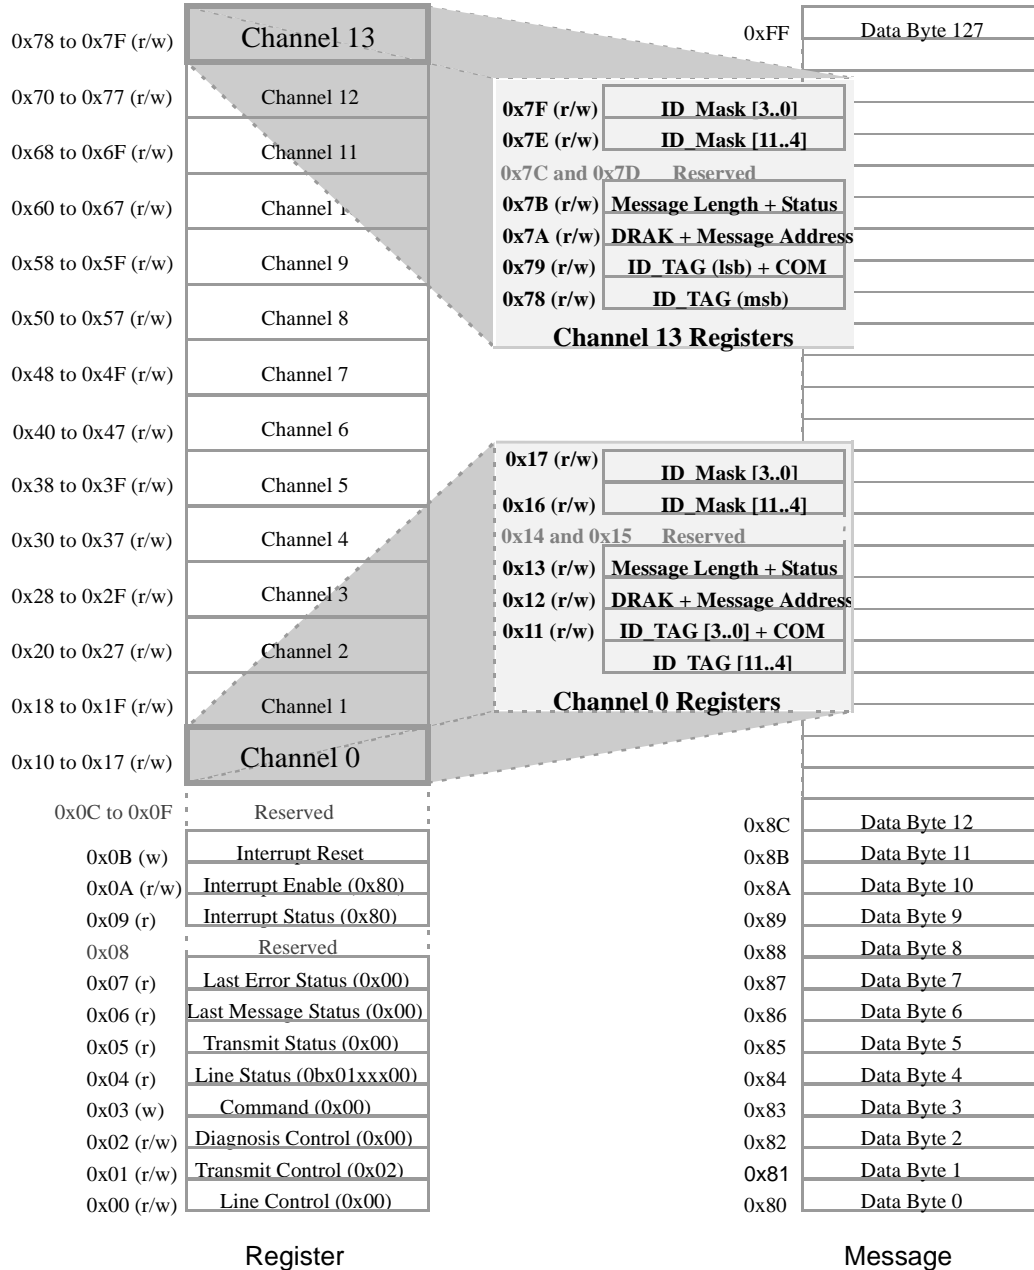 0x78 to 0x7F (r/w) Channel 13
0x70 to 0x77 (r/w) Channel 12
0x68 to 0x6F (r/w) Channel 11
0x60 to 0x67 (r/w) Channel 1
0x58 to 0x5F (r/w) Channel 9
0x50 to 0x57 (r/w) Channel 8
0x48 to 0x4F (r/w) Channel 7
0x40 to 0x47 (r/w) Channel 6
0x38 to 0x3F (r/w) Channel 5
0x30 to 0x37 (r/w) Channel 4
0x28 to 0x2F (r/w) Channel 3
0x20 to 0x27 (r/w) Channel 2
0x18 to 0x1F (r/w) Channel 1
0x10 to 0x17 (r/w) Channel 0
0x0C to 0x0F Reserved
0x0B (w) Interrupt Reset
0x0A (r/w) Interrupt Enable (0x80)
0x09 (r) Interrupt Status (0x80)
0x08 Reserved
0x07 (r) Last Error Status (0x00)
0x06 (r) Last Message Status (0x00)
0x05 (r) Transmit Status (0x00)
0x04 (r) Line Status (0bx01xxx00)
0x03 (w) Command (0x00)
0x02 (r/w) Diagnosis Control (0x00)
0x01 (r/w) Transmit Control (0x02)
0x00 (r/w) Line Control (0x00)
Register
0x7F (r/w) ID_Mask [3..0]
0x7E (r/w) ID_Mask [11..4]
0x7C and 0x7D Reserved
0x7B (r/w) Message Length + Status
0x7A (r/w) DRAK + Message Address
0x79 (r/w) ID_TAG (lsb) + COM
0x78 (r/w) ID_TAG (msb)
Channel 13 Registers
0x17 (r/w) ID_Mask [3..0]
0x16 (r/w) ID_Mask [11..4]
0x14 and 0x15 Reserved
0x13 (r/w) Message Length + Status
0x12 (r/w) DRAK + Message Address
0x11 (r/w) ID_TAG [3..0] + COM
ID_TAG [11..4]
Channel 0 Registers
0xFF Data Byte 127
0x8C Data Byte 12
0x8B Data Byte 11
0x8A Data Byte 10
0x89 Data Byte 9
0x88 Data Byte 8
0x87 Data Byte 7
0x86 Data Byte 6
0x85 Data Byte 5
0x84 Data Byte 4
0x83 Data Byte 3
0x82 Data Byte 2
0x81 Data Byte 1
0x80 Data Byte 0
Message